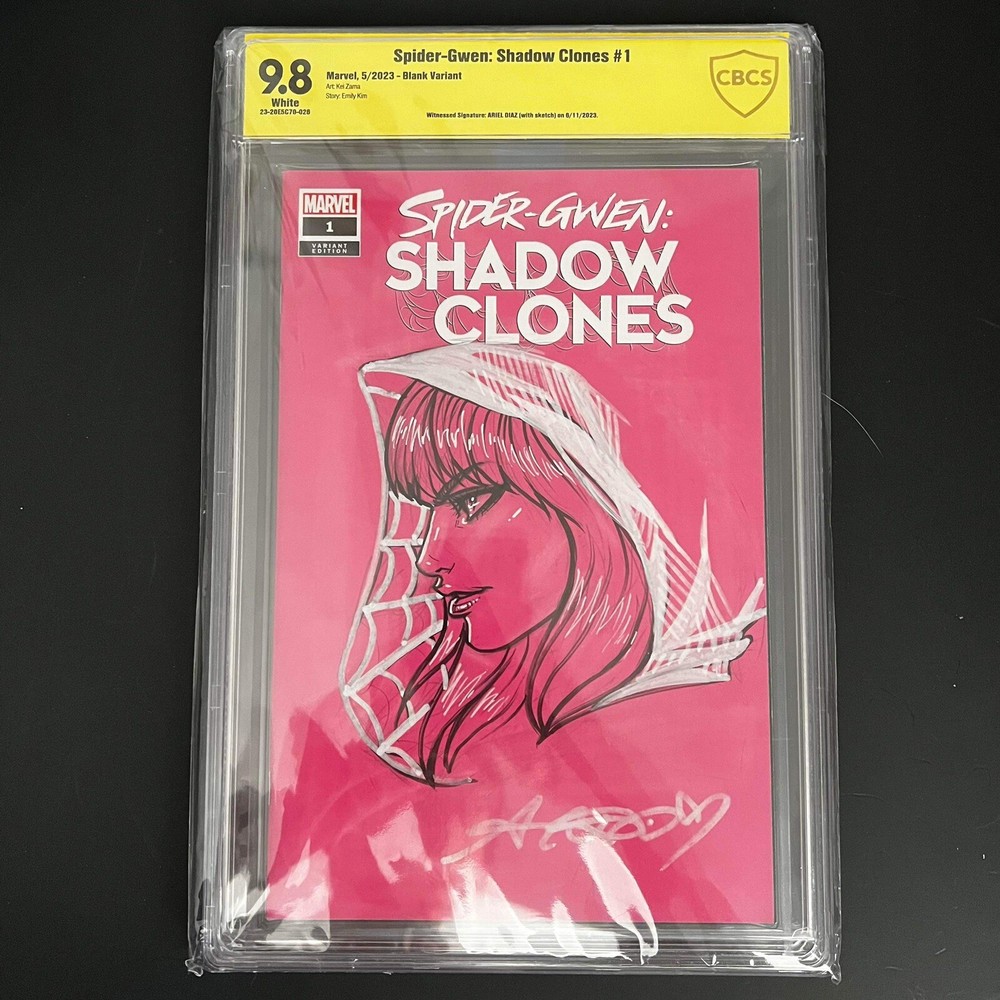 Spider-Gwen: Shadow Clones #1
9.8
White
23-28E5C70-028
Marvel, 5/2023 - Blank Variant
Art: Kei Zama
Story: Emily Kim
Witnessed Signature: ARIEL DIAZ (with sketch) on 6/11/2023.
CBCS
MARVEL
1
VARIANT
EDITION
SPIDER-GWEN:
SHADOW
CLONES